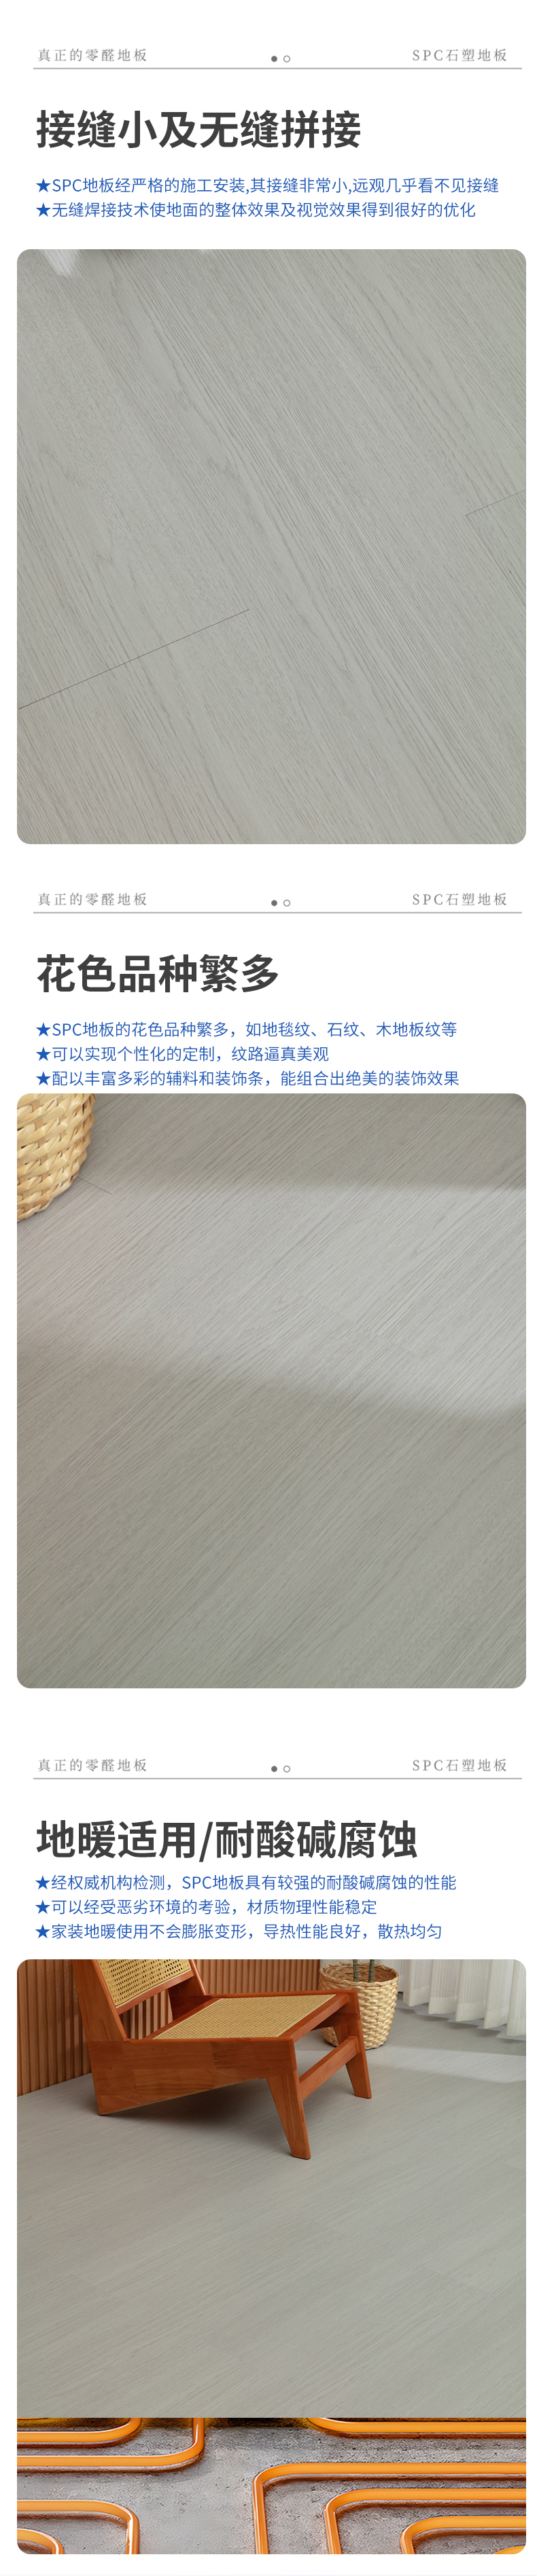 真正的零醛地板
SPC石塑地板
接缝小及无缝拼接
★SPC地板经严格的施工安装,其接缝非常小,远观几乎看不见接缝
★无缝焊接技术使地面的整体效果及视觉效果得到很好的优化
真正的零醛地板
SPC石塑地板
花色品种繁多
★SPC地板的花色品种繁多，如地毯纹、石纹、木地板纹等
★可以实现个性化的定制，纹路逼真美观
★配以丰富多彩的辅料和装饰条，能组合出绝美的装饰效果
真正的零醛地板
SPC石塑地板
地暖适用/耐酸碱腐蚀
★经权威机构检测，SPC地板具有较强的耐酸碱腐蚀的性能
★可以经受恶劣环境的考验，材质物理性能稳定
★家装地暖使用不会膨胀变形，导热性能良好，散热均匀